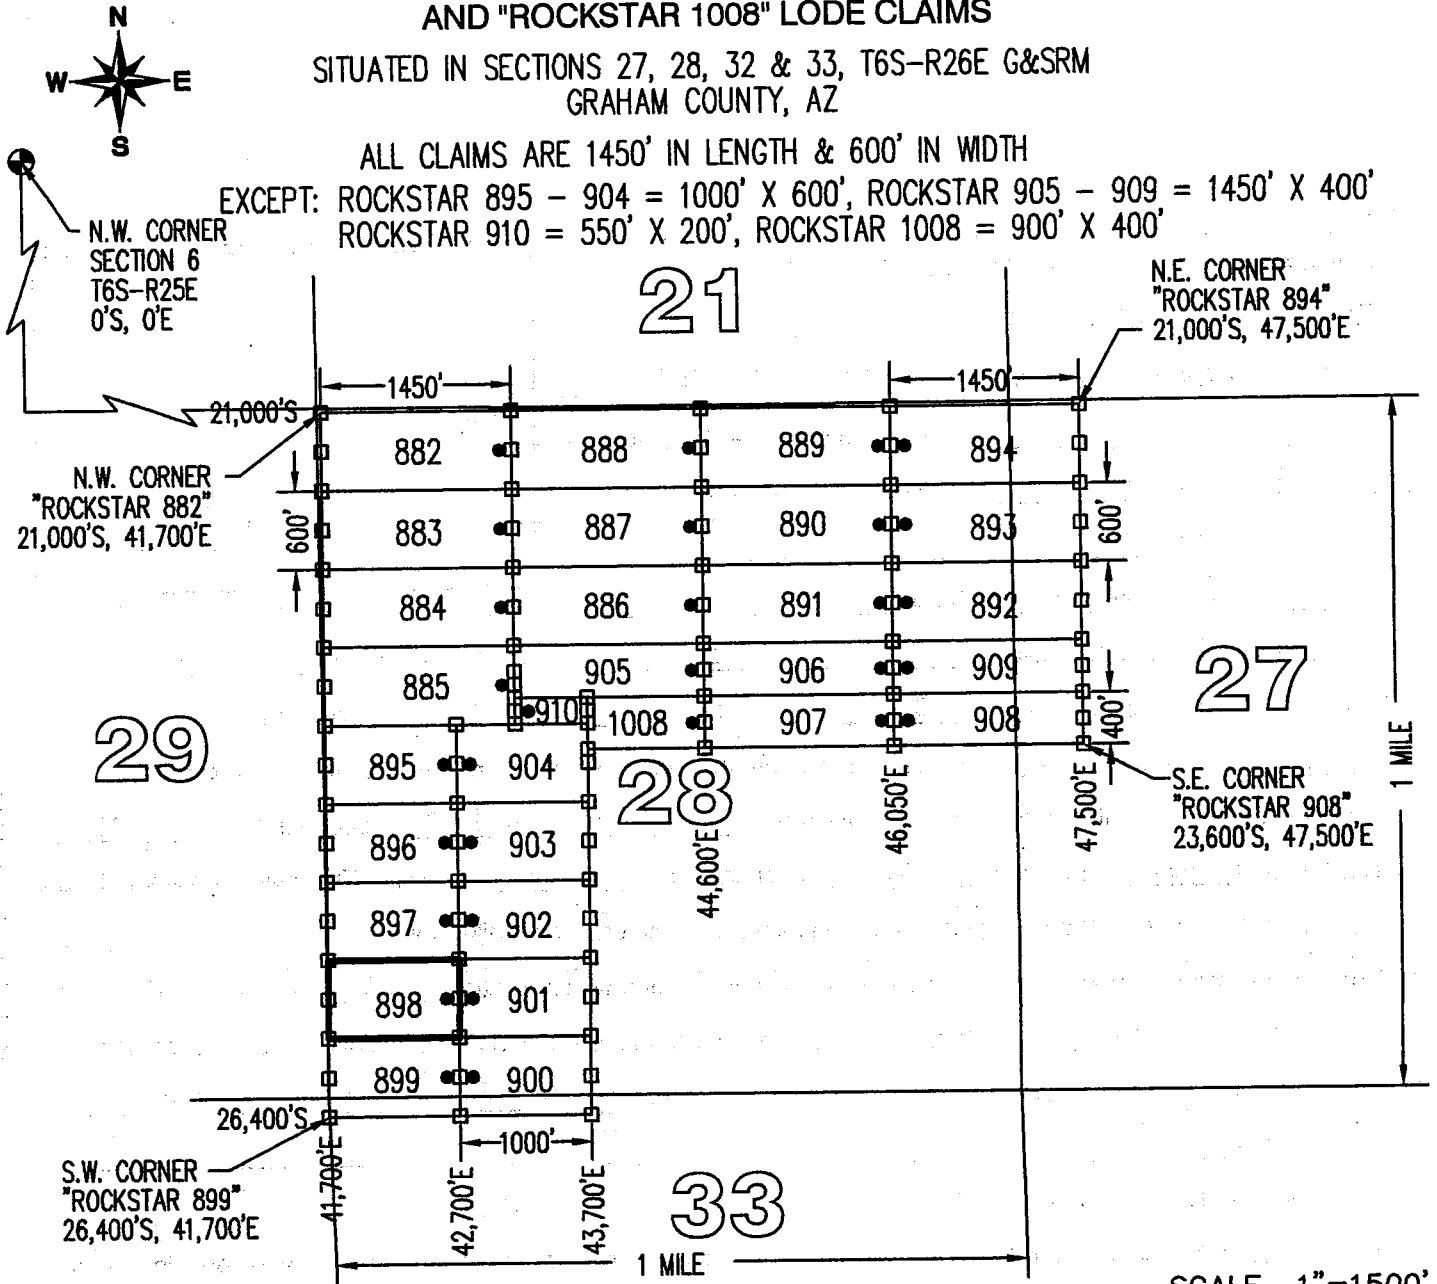 N
W E
S
AND "ROCKSTAR 1008" LODE CLAIMS
SITUATED IN SECTIONS 27, 28, 32 & 33, T6S-R26E G&SRM
GRAHAM COUNTY, AZ
ALL CLAIMS ARE 1450' IN LENGTH & 600' IN WIDTH
EXCEPT: ROCKSTAR 895 - 904 = 1000' X 600', ROCKSTAR 905 - 909 = 1450' X 400'
ROCKSTAR 910 = 550' X 200', ROCKSTAR 1008 = 900' X 400'
N.W. CORNER
SECTION 6
T6S-R25E
0'S, 0'E
21
N.E. CORNER
"ROCKSTAR 894"
21,000'S, 47,500'E
1450' 1450'
21,000'S
N.W. CORNER
"ROCKSTAR 882"
21,000'S, 41,700'E
882 888 889 894
600' 883 887 890 893 600'
884 886 891 892
885 905 906 909
910 1008 907 908 400'
27
29
28
1 MILE
895 904
896 903
897 902
898 901
899 900
44,600'E
46,050'E
47,500'E
S.E. CORNER
"ROCKSTAR 908"
23,600'S, 47,500'E
26,400'S
1000'
S.W. CORNER
"ROCKSTAR 899"
26,400'S, 41,700'E
41,700'E
42,700'E
43,700'E
33
1 MILE
SCALE 1"=1500'